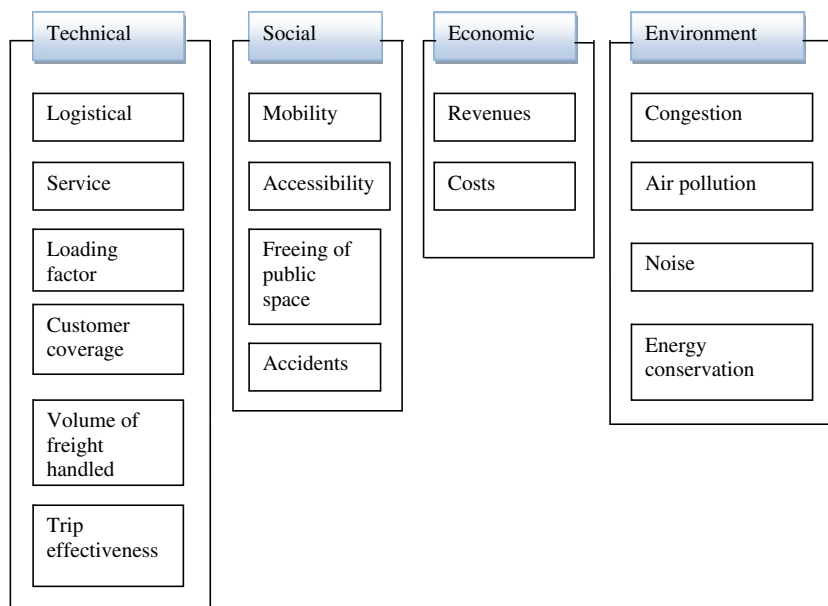 Technical
Logistical
Service
Loading
factor
Customer
coverage
Volume of
freight
handled
Trip
effectiveness
Social
Mobility
Accessibility
Freeing of
public
space
Accidents
Economic
Revenues
Costs
Environment
Congestion
Air pollution
Noise
Energy
conservation